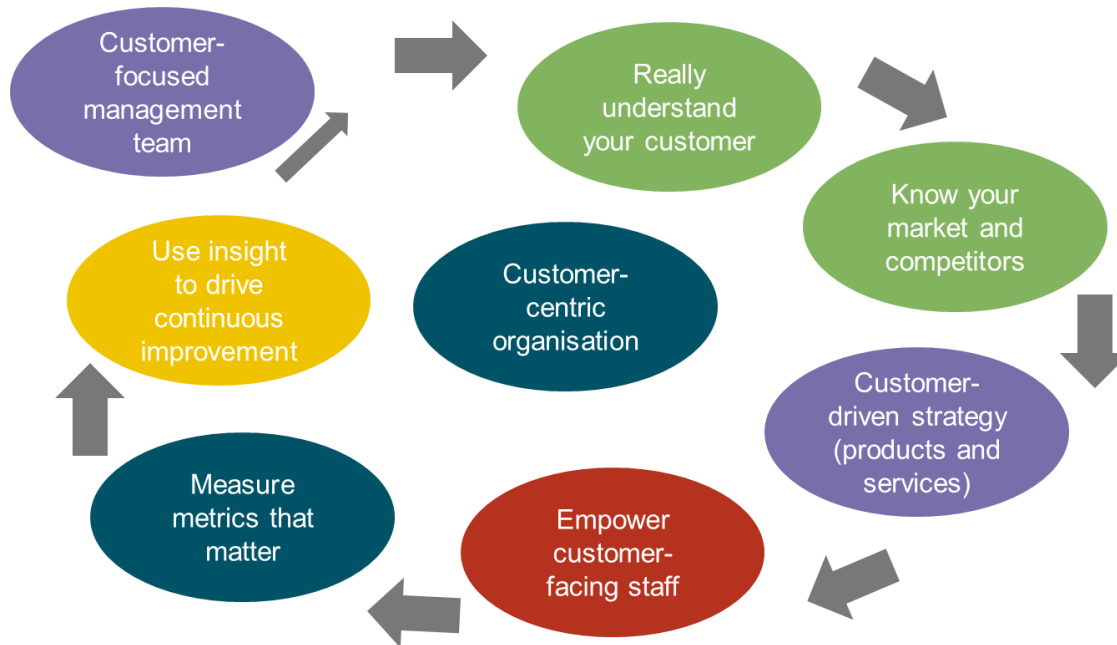 Customer-
focused
management
team
Really
understand
your customer
Know your
market and
competitors
Customer-
driven strategy
(products and
services)
Empower
customer-
facing staff
Measure
metrics that
matter
Use insight
to drive
continuous
improvement
Customer-
centric
organisation